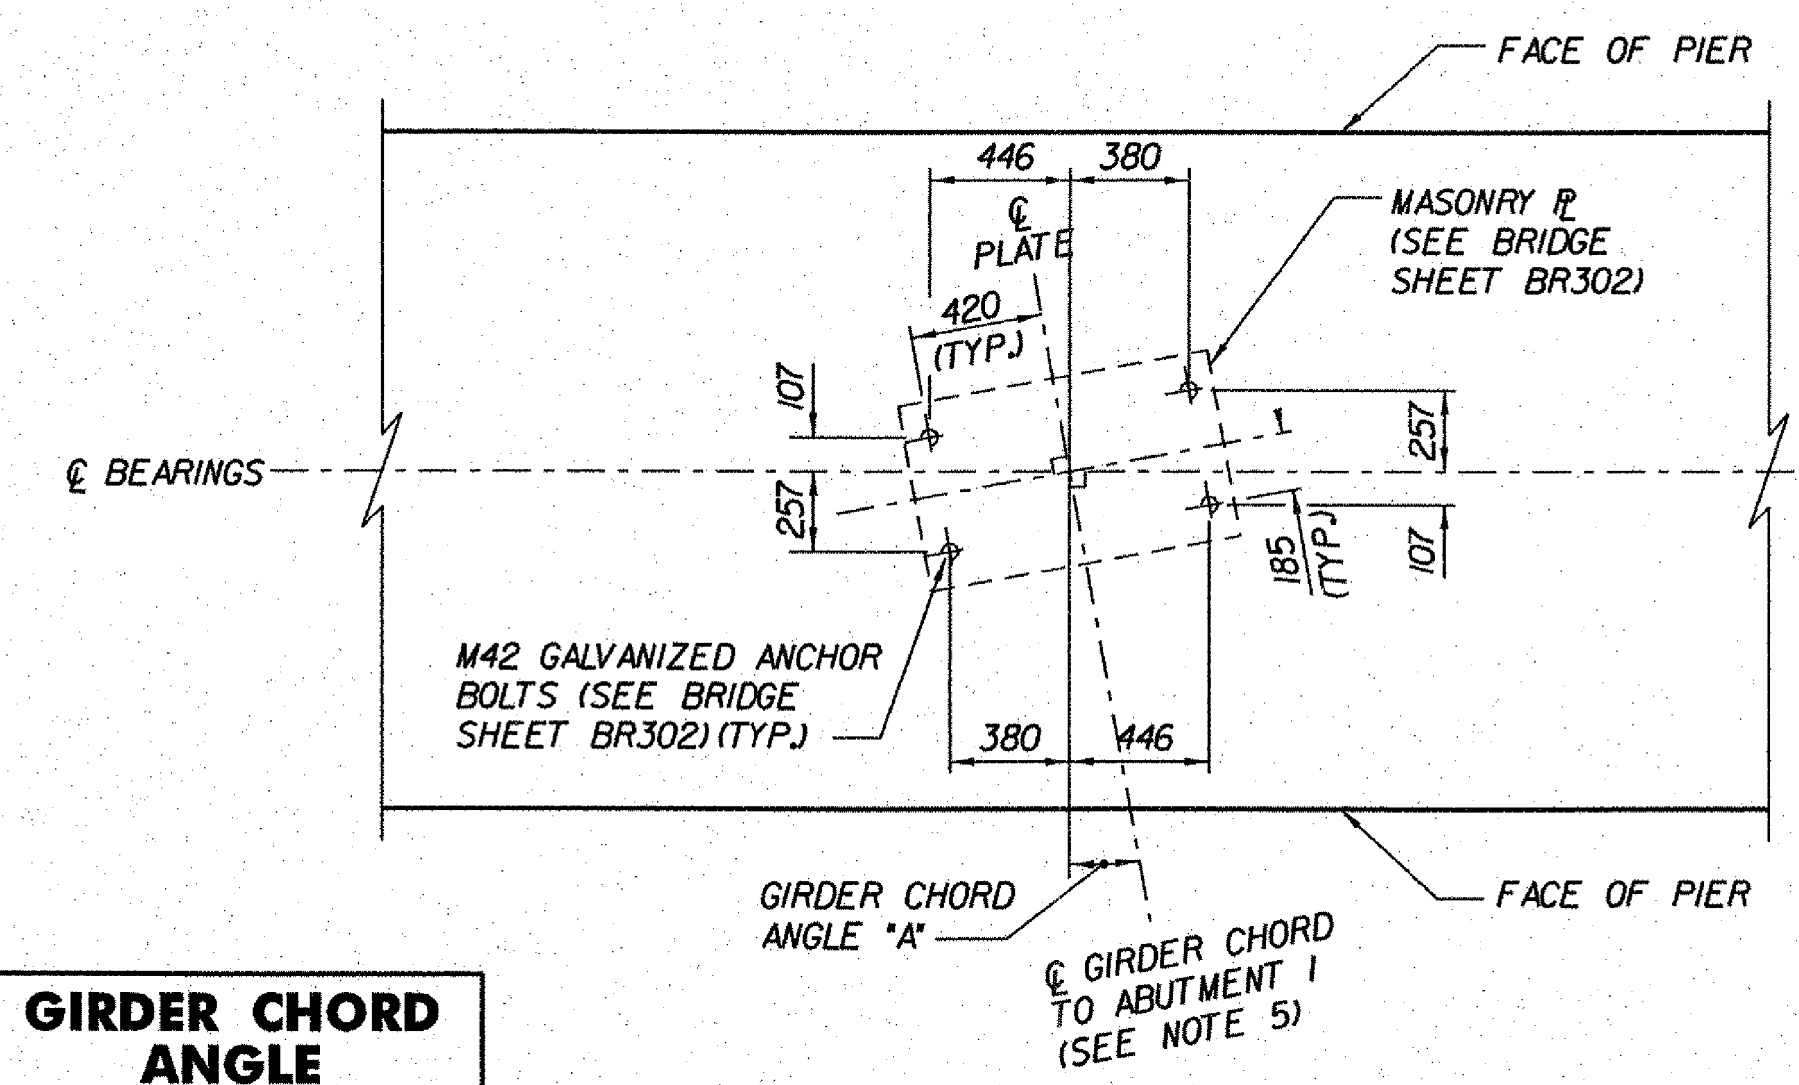 FACE OF PIER
446
380
℄
PLATE
MASONRY ⅊
(SEE BRIDGE
SHEET BR302)
420
(TYP.)
107
257
℄ BEARINGS
257
185
(TYP.)
107
M42 GALVANIZED ANCHOR
BOLTS (SEE BRIDGE
SHEET BR302)(TYP.)
380
446
GIRDER CHORD
ANGLE "A"
FACE OF PIER
℄ GIRDER CHORD
TO ABUTMENT 1
(SEE NOTE 5)
GIRDER CHORD
ANGLE